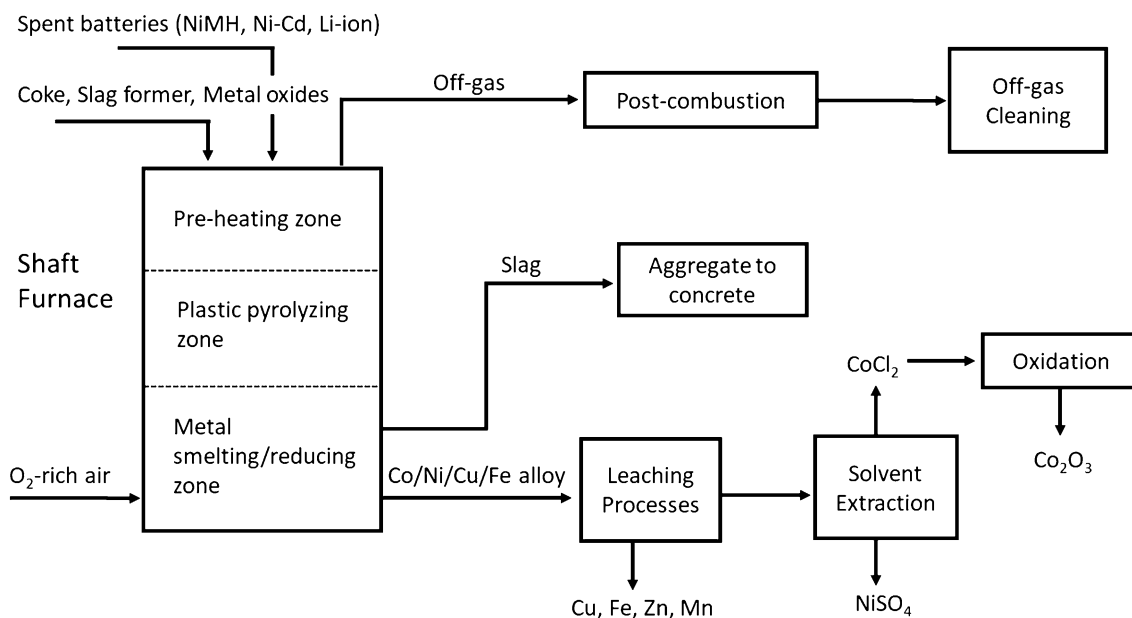 Spent batteries (NiMH, Ni-Cd, Li-ion)
Coke, Slag former, Metal oxides
Off-gas
Post-combustion
Off-gas
Cleaning
Shaft
Furnace
Pre-heating zone
Plastic pyrolyzing
zone
Metal
smelting/reducing
zone
O₂-rich air
Slag
Aggregate to
concrete
Co/Ni/Cu/Fe alloy
Leaching
Processes
Cu, Fe, Zn, Mn
Solvent
Extraction
CoCl₂
Oxidation
Co₂O₃
NiSO₄